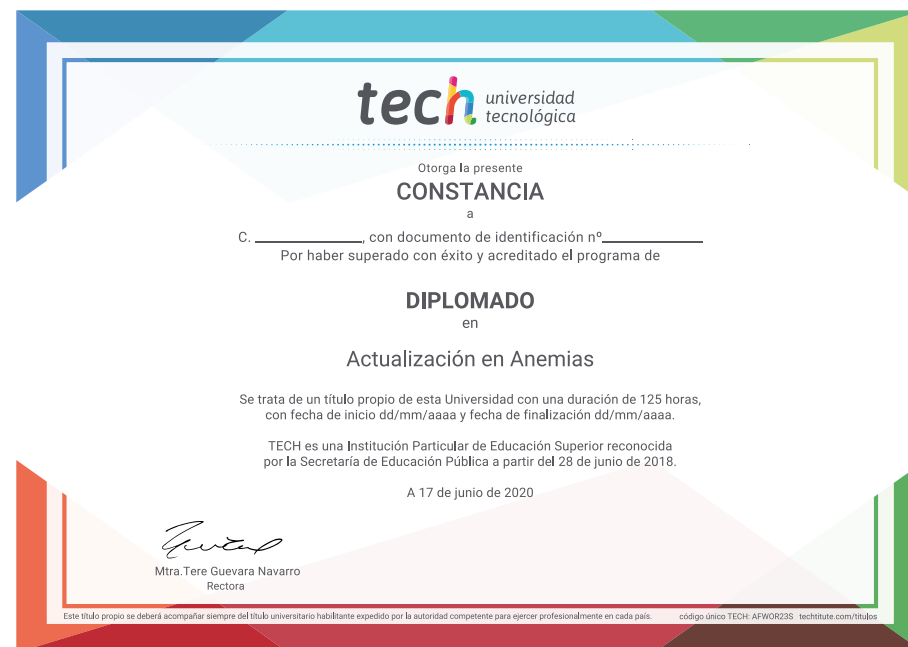 tech universidad
tecnológica
Otorga la presente
CONSTANCIA
a
C. ____________, con documento de identificación nº____________
Por haber superado con éxito y acreditado el programa de
DIPLOMADO
en
Actualización en Anemias
Se trata de un título propio de esta Universidad con una duración de 125 horas,
con fecha de inicio dd/mm/aaaa y fecha de finalización dd/mm/aaaa.
TECH es una Institución Particular de Educación Superior reconocida
por la Secretaría de Educación Pública a partir del 28 de junio de 2018.
A 17 de junio de 2020
Mtra.Tere Guevara Navarro
Rectora
Este título propio se deberá acompañar siempre del título universitario habilitante expedido por la autoridad competente para ejercer profesionalmente en cada país. código único TECH: AFWOR23S techtitute.com/titulos